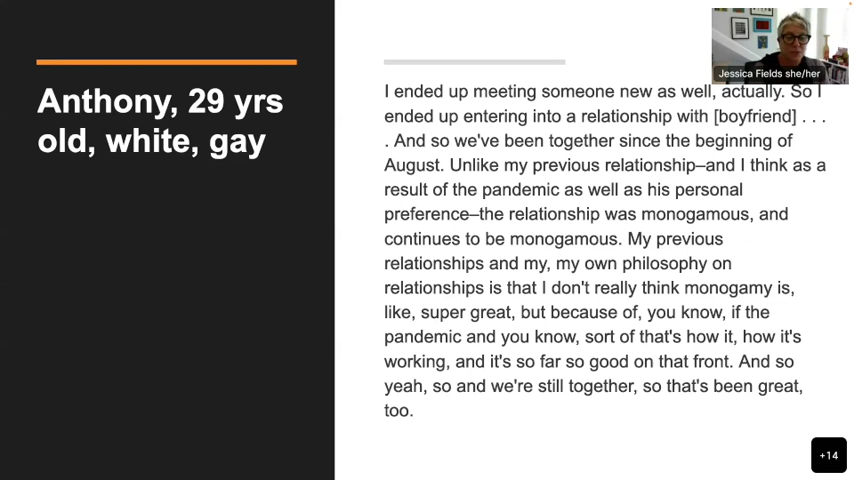 Anthony, 29 yrs
old, white, gay
Jessica Fields she/her
I ended up meeting someone new as well, actually. So I
ended up entering into a relationship with [boyfriend] . . .
. And so we've been together since the beginning of
August. Unlike my previous relationship–and I think as a
result of the pandemic as well as his personal
preference–the relationship was monogamous, and
continues to be monogamous. My previous
relationships and my, my own philosophy on
relationships is that I don't really think monogamy is,
like, super great, but because of, you know, if the
pandemic and you know, sort of that's how it, how it's
working, and it's so far so good on that front. And so
yeah, so and we're still together, so that's been great,
too.
+14